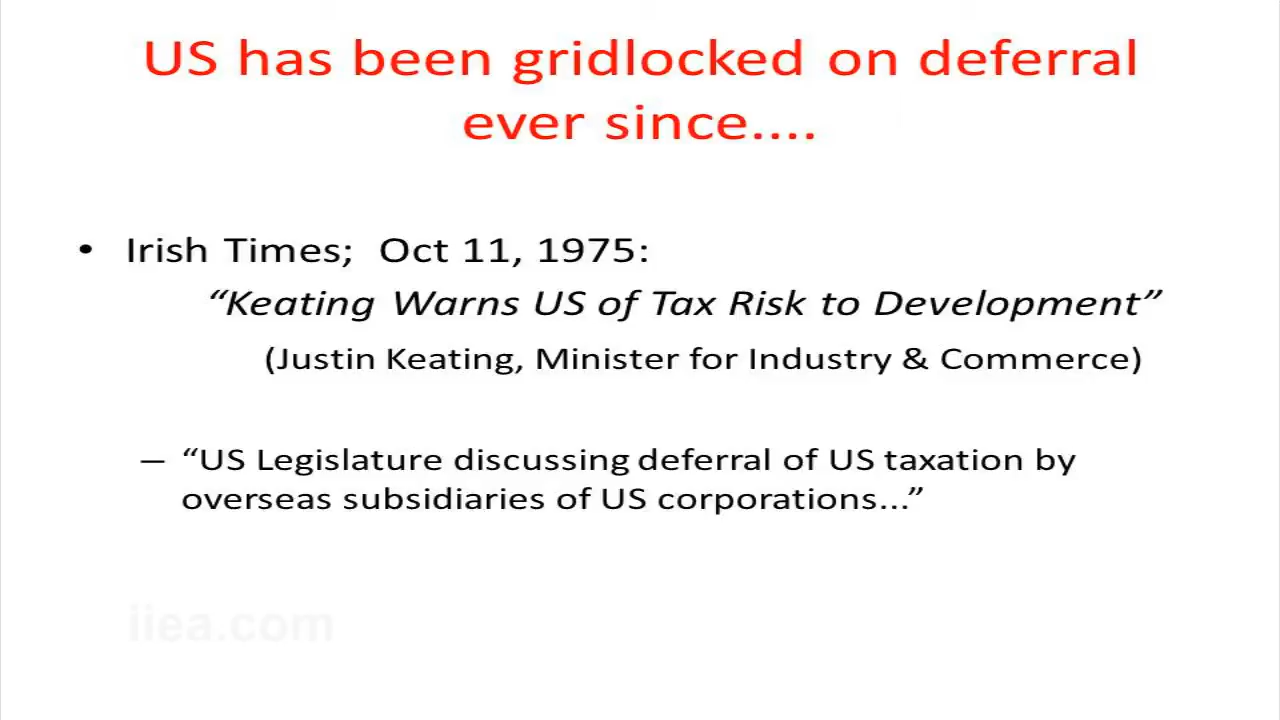 US has been gridlocked on deferral
ever since....
• Irish Times;  Oct 11, 1975:
“Keating Warns US of Tax Risk to Development”
(Justin Keating, Minister for Industry & Commerce)
– “US Legislature discussing deferral of US taxation by
overseas subsidiaries of US corporations...”
iiea.com